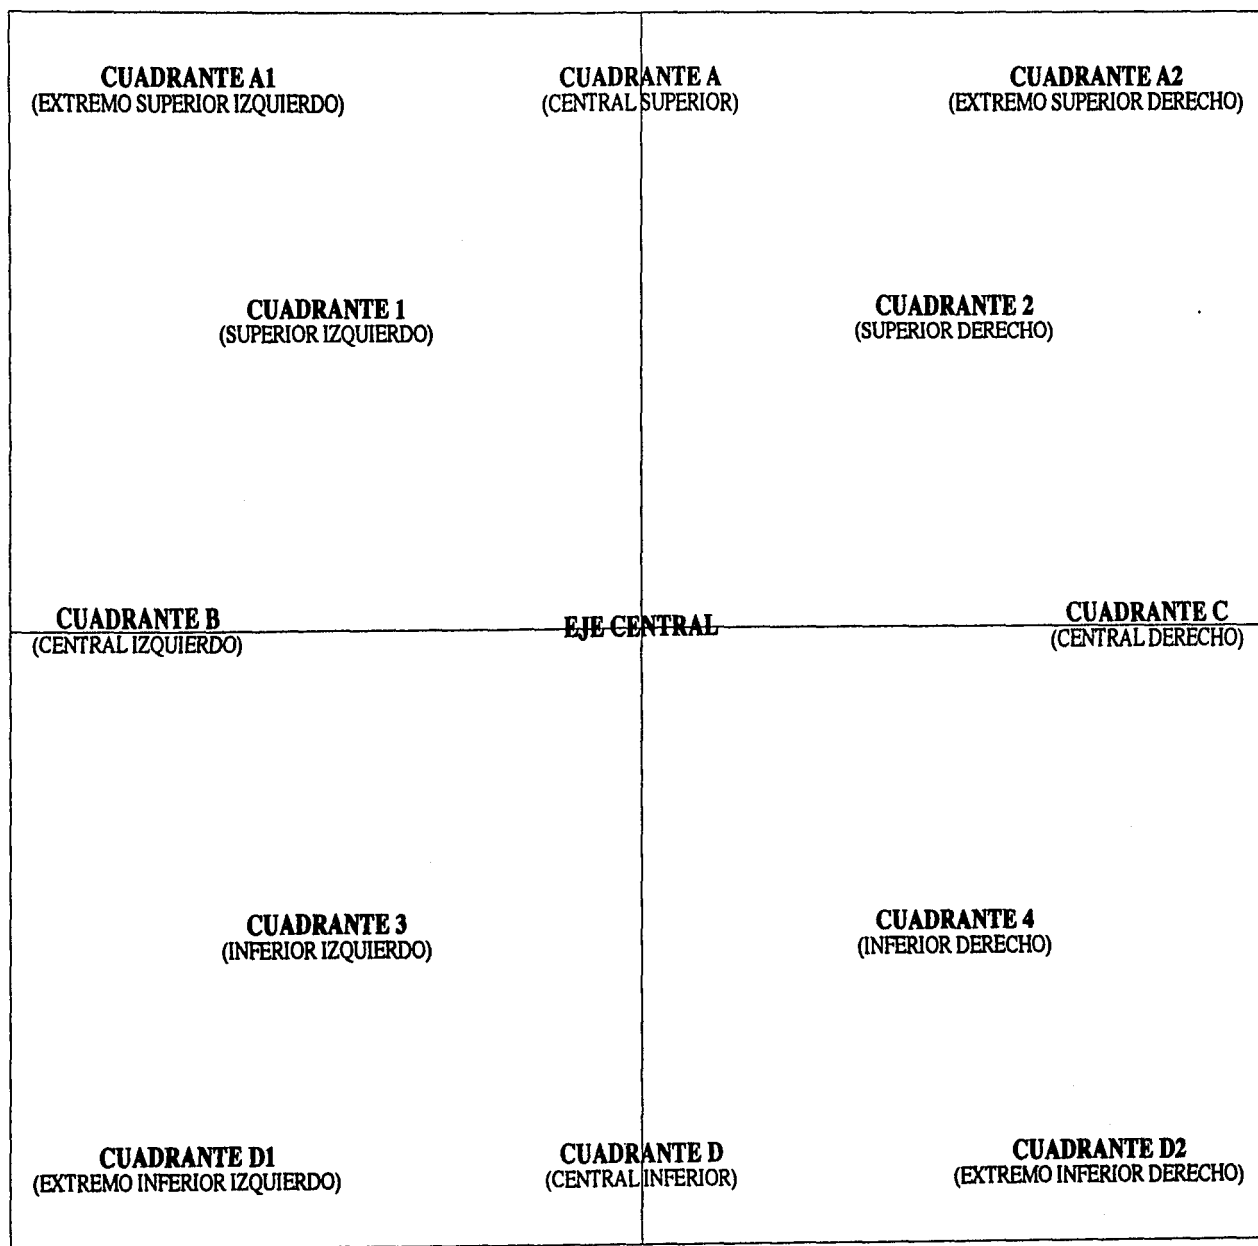 CUADRANTE A1
(EXTREMO SUPERIOR IZQUIERDO)
CUADRANTE A
(CENTRAL SUPERIOR)
CUADRANTE A2
(EXTREMO SUPERIOR DERECHO)
CUADRANTE 1
(SUPERIOR IZQUIERDO)
CUADRANTE 2
(SUPERIOR DERECHO)
CUADRANTE B
(CENTRAL IZQUIERDO)
EJE CENTRAL
CUADRANTE C
(CENTRAL DERECHO)
CUADRANTE 3
(INFERIOR IZQUIERDO)
CUADRANTE 4
(INFERIOR DERECHO)
CUADRANTE D1
(EXTREMO INFERIOR IZQUIERDO)
CUADRANTE D
(CENTRAL INFERIOR)
CUADRANTE D2
(EXTREMO INFERIOR DERECHO)